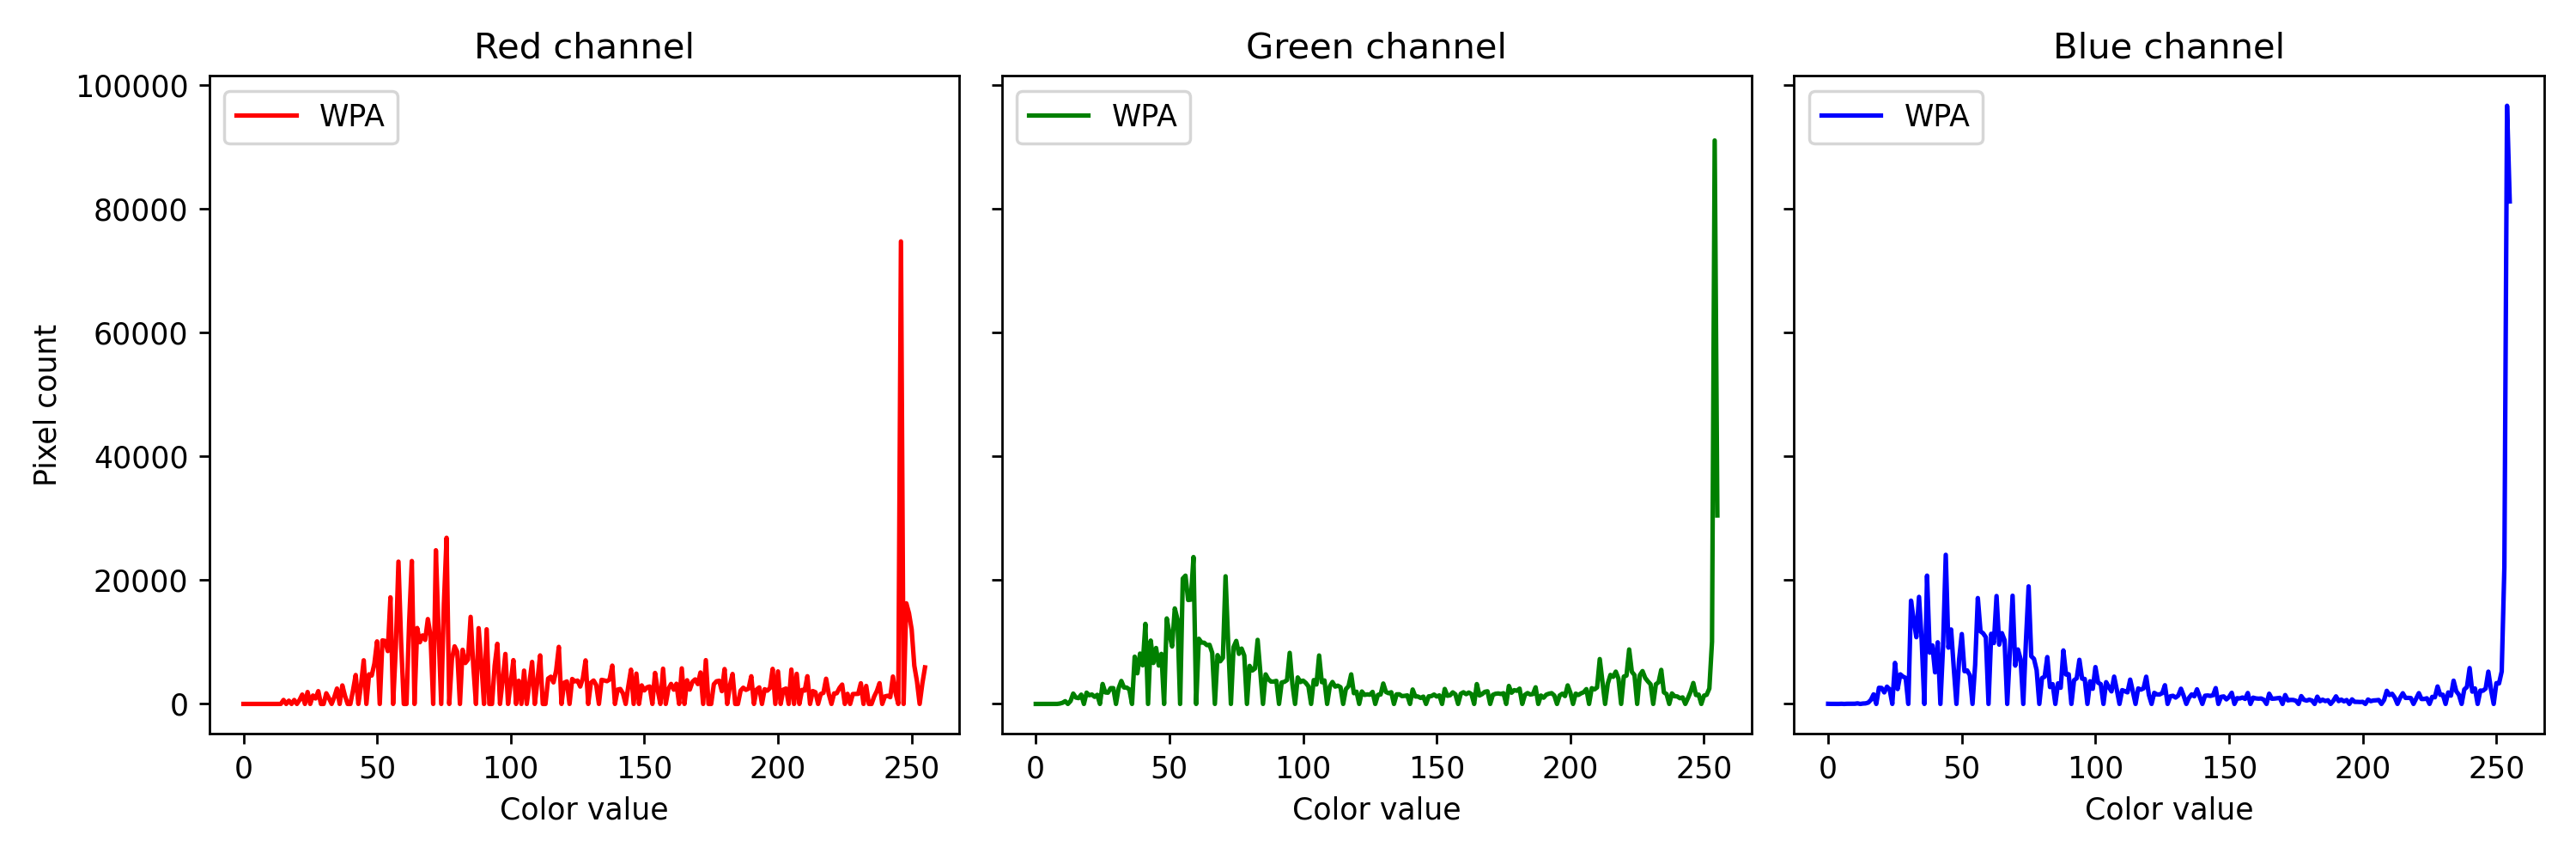 Red channel
Green channel
Blue channel
WPA
WPA
WPA
Pixel count
100000
80000
60000
40000
20000
0
0 50 100 150 200 250
0 50 100 150 200 250
0 50 100 150 200 250
Color value
Color value
Color value